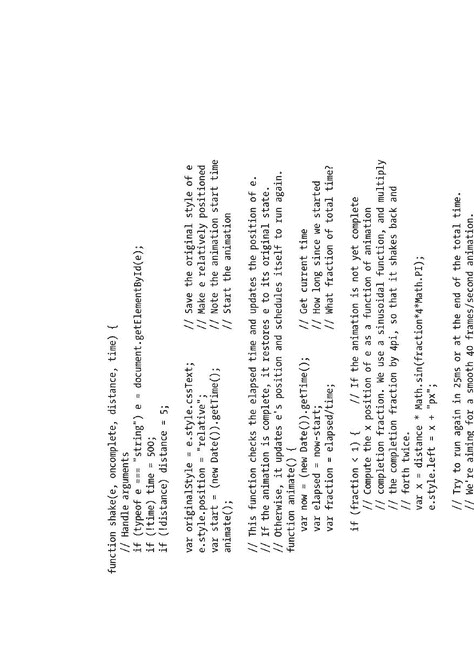 function shake(e, oncomplete, distance, time) {
// Handle arguments
if (typeof e === "string") e = document.getElementById(e);
if (!time) time = 500;
if (!distance) distance = 5;
var originalStyle = e.style.cssText; // Save the original style of e
e.style.position = "relative"; // Make e relatively positioned
var start = (new Date()).getTime(); // Note the animation start time
animate(); // Start the animation
// This function checks the elapsed time and updates the position of e.
// If the animation is complete, it restores e to its original state.
// Otherwise, it updates e's position and schedules itself to run again.
function animate() {
var now = (new Date()).getTime(); // Get current time
var elapsed = now-start; // How long since we started
var fraction = elapsed/time; // What fraction of total time?
if (fraction < 1) { // If the animation is not yet complete
// Compute the x position of e as a function of animation
// completion fraction. We use a sinusoidal function, and multiply
// the completion fraction by 4pi, so that it shakes back and
// forth twice.
var x = distance * Math.sin(fraction*4*Math.PI);
e.style.left = x + "px";
// Try to run again in 25ms or at the end of the total time.
// We're aiming for a smooth 40 frames/second animation.